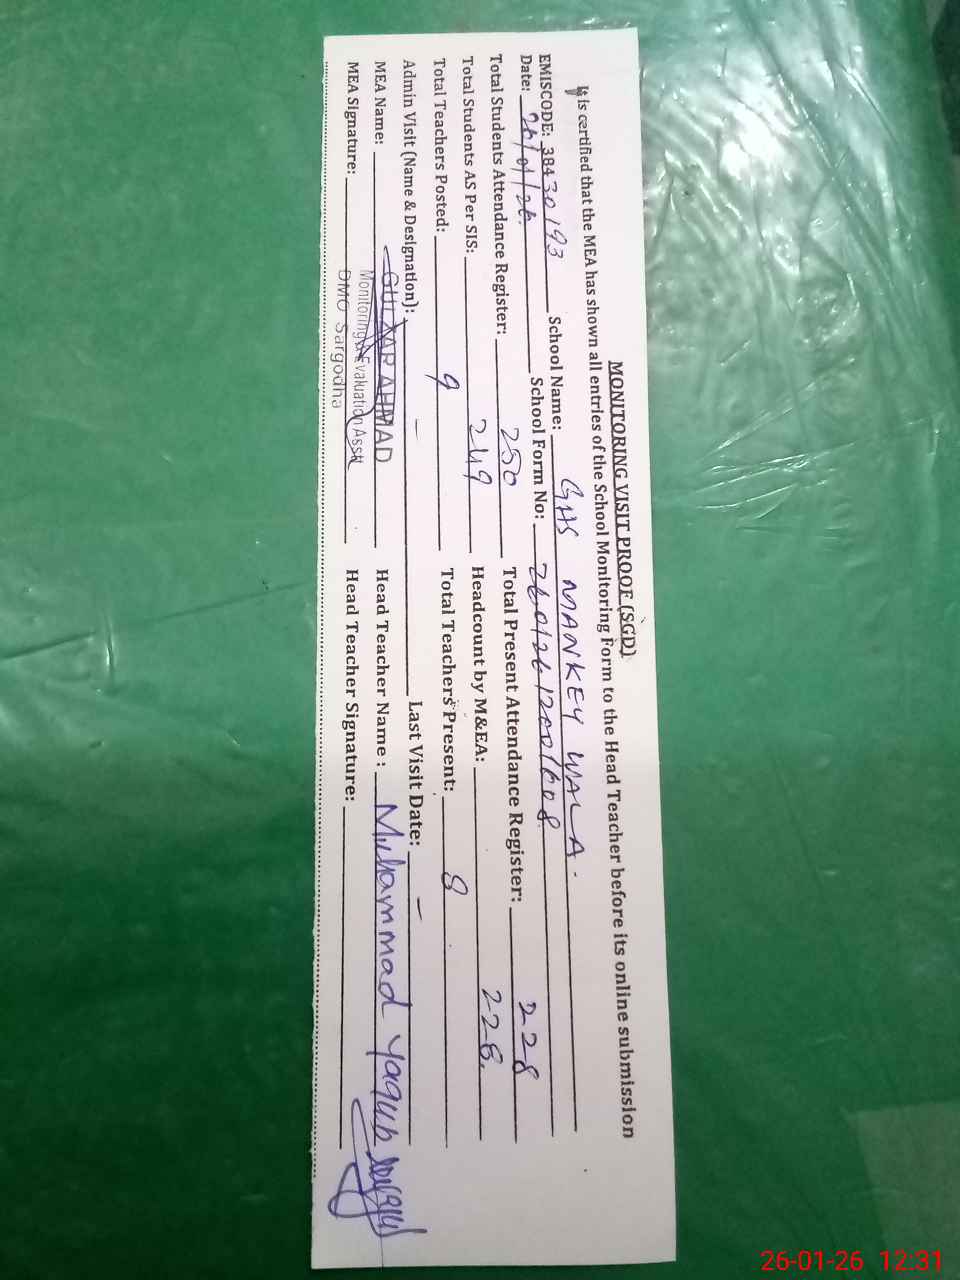 MONITORING VISIT PROOF (SGD)
It is certified that the MEA has shown all entries of the School Monitoring Form to the Head Teacher before its online submission
EMISCODE: 38430193 School Name: GHS MANKEY WALA.
Date: 26/01/26. School Form No: 26012612001608
Total Students Attendance Register: 250 Total Present Attendance Register: 228
Total Students AS Per SIS: 249 Headcount by M&EA: 226.
Total Teachers Posted: 9 Total Teachers Present: 8
Admin Visit (Name & Designation): — Last Visit Date: —
MEA Name: GULZAR AHMAD Head Teacher Name : Muhammad Yaqub
Monitoring & Evaluation Asstt
MEA Signature: DMO Sargodha Head Teacher Signature:
26-01-26 12:31